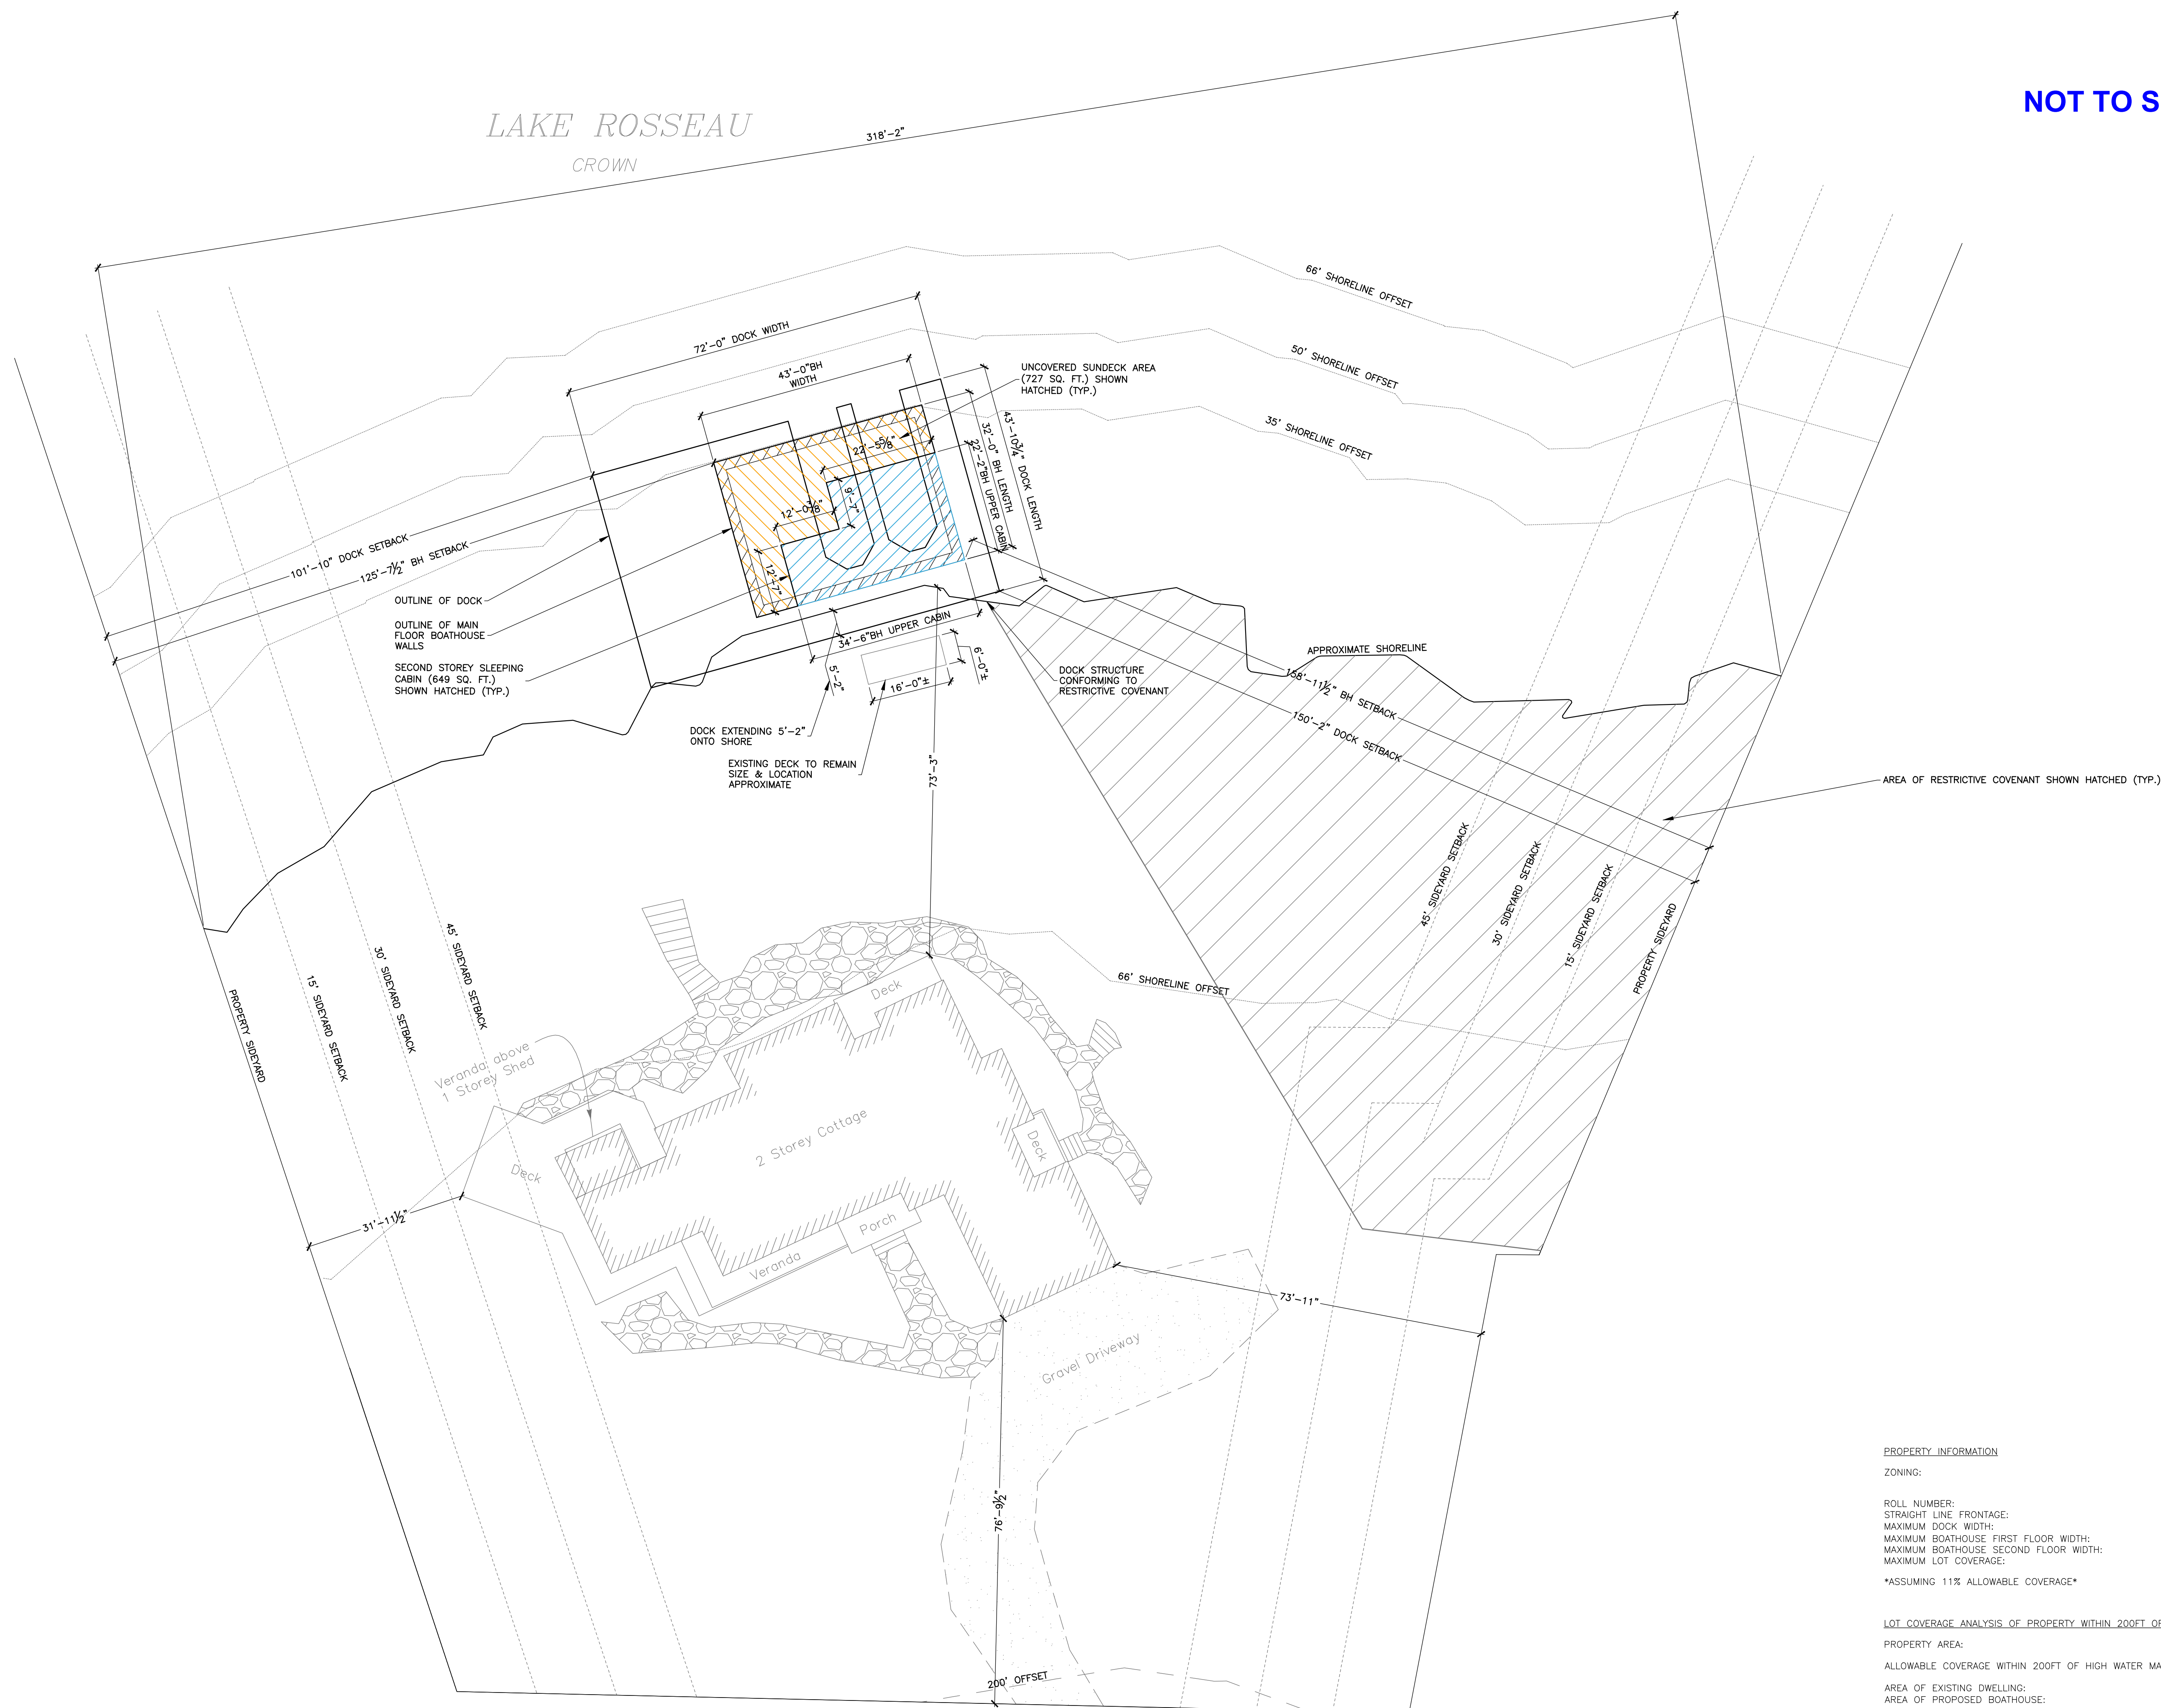 LAKE ROSSEAU
CROWN
NOT TO S
318'-2"
66' SHORELINE OFFSET
50' SHORELINE OFFSET
35' SHORELINE OFFSET
72'-0" DOCK WIDTH
43'-0"BH
WIDTH
UNCOVERED SUNDECK AREA
(727 SQ. FT.) SHOWN
HATCHED (TYP.)
43'-10¾" DOCK LENGTH
32'-0" BH LENGTH
22'-2"BH UPPER CABIN
22'-5⅝"
9'-7"
12'-0⅜"
12'-7"
101'-10" DOCK SETBACK
125'-7½" BH SETBACK
OUTLINE OF DOCK
OUTLINE OF MAIN
FLOOR BOATHOUSE
WALLS
SECOND STOREY SLEEPING
CABIN (649 SQ. FT.)
SHOWN HATCHED (TYP.)
34'-6"BH UPPER CABIN
5'-2"
16'-0"±
6'-0"±
DOCK EXTENDING 5'-2"
ONTO SHORE
EXISTING DECK TO REMAIN
SIZE & LOCATION
APPROXIMATE
DOCK STRUCTURE
CONFORMING TO
RESTRICTIVE COVENANT
APPROXIMATE SHORELINE
158'-11½" BH SETBACK
150'-2" DOCK SETBACK
73'-3"
AREA OF RESTRICTIVE COVENANT SHOWN HATCHED (TYP.)
45' SIDEYARD SETBACK
30' SIDEYARD SETBACK
15' SIDEYARD SETBACK
PROPERTY SIDEYARD
PROPERTY SIDEYARD
15' SIDEYARD SETBACK
30' SIDEYARD SETBACK
45' SIDEYARD SETBACK
66' SHORELINE OFFSET
Veranda above
1 Storey Shed
Deck
2 Storey Cottage
Deck
Deck
Porch
Veranda
31'-11½"
73'-11"
Gravel Driveway
76'-9½"
200' OFFSET
PROPERTY INFORMATION
ZONING:
ROLL NUMBER:
STRAIGHT LINE FRONTAGE:
MAXIMUM DOCK WIDTH:
MAXIMUM BOATHOUSE FIRST FLOOR WIDTH:
MAXIMUM BOATHOUSE SECOND FLOOR WIDTH:
MAXIMUM LOT COVERAGE:
*ASSUMING 11% ALLOWABLE COVERAGE*
LOT COVERAGE ANALYSIS OF PROPERTY WITHIN 200FT OF
PROPERTY AREA:
ALLOWABLE COVERAGE WITHIN 200FT OF HIGH WATER MA
AREA OF EXISTING DWELLING:
AREA OF PROPOSED BOATHOUSE: